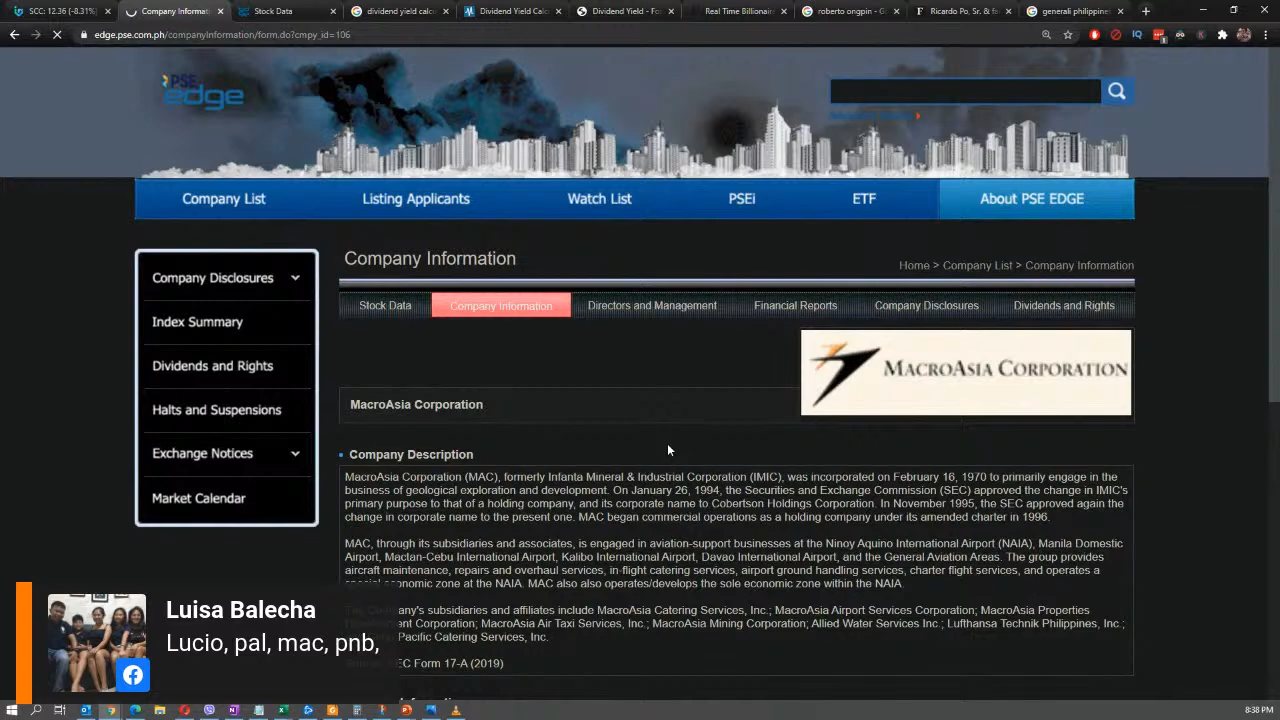 SCC: 12.36 (-8.31%)
Company Informati
Stock Data
dividend yield calc
Dividend Yield Cal
Dividend Yield - Fo
Real Time Billionai
roberto ongpin - G
Ricardo Po, Sr. & f
generali philippine
edge.pse.com.ph/companyInformation/form.do?cmpy_id=106
PSE
edge
Company List
Listing Applicants
Watch List
PSEi
ETF
About PSE EDGE
Company Disclosures
Index Summary
Dividends and Rights
Halts and Suspensions
Exchange Notices
Market Calendar
Company Information
Home > Company List > Company Information
Stock Data
Company Information
Directors and Management
Financial Reports
Company Disclosures
Dividends and Rights
MACROASIA CORPORATION
MacroAsia Corporation
Company Description
MacroAsia Corporation (MAC), formerly Infanta Mineral & Industrial Corporation (IMIC), was incorporated on February 16, 1970 to primarily engage in the
business of geological exploration and development. On January 26, 1994, the Securities and Exchange Commission (SEC) approved the change in IMIC's
primary purpose to that of a holding company, and its corporate name to Cobertson Holdings Corporation. In November 1995, the SEC approved again the
change in corporate name to the present one. MAC began commercial operations as a holding company under its amended charter in 1996.
MAC, through its subsidiaries and associates, is engaged in aviation-support businesses at the Ninoy Aquino International Airport (NAIA), Manila Domestic
Airport, Mactan-Cebu International Airport, Kalibo International Airport, Davao International Airport, and the General Aviation Areas. The group provides
aircraft maintenance, repairs and overhaul services, in-flight catering services, airport ground handling services, charter flight services, and operates a
special economic zone at the NAIA. MAC also also operates/develops the sole economic zone within the NAIA.
The Company's subsidiaries and affiliates include MacroAsia Catering Services, Inc.; MacroAsia Airport Services Corporation; MacroAsia Properties
Development Corporation; MacroAsia Air Taxi Services, Inc.; MacroAsia Mining Corporation; Allied Water Services Inc.; Lufthansa Technik Philippines, Inc.;
Pacific Catering Services, Inc.
SEC Form 17-A (2019)
Luisa Balecha
Lucio, pal, mac, pnb,
8:38 PM